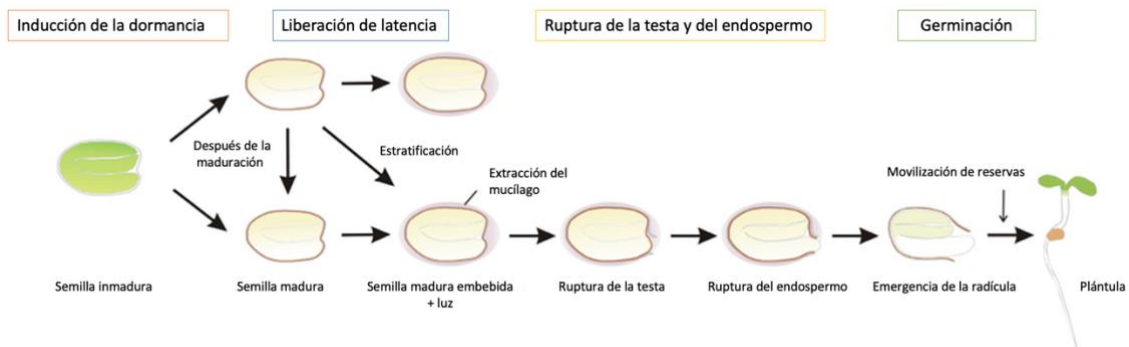 Inducción de la dormancia
Liberación de latencia
Ruptura de la testa y del endospermo
Germinación
Después de la
maduración
Estratificación
Extracción del
mucílago
Movilización de reservas
Semilla inmadura
Semilla madura
Semilla madura embebida
+ luz
Ruptura de la testa
Ruptura del endospermo
Emergencia de la radícula
Plántula